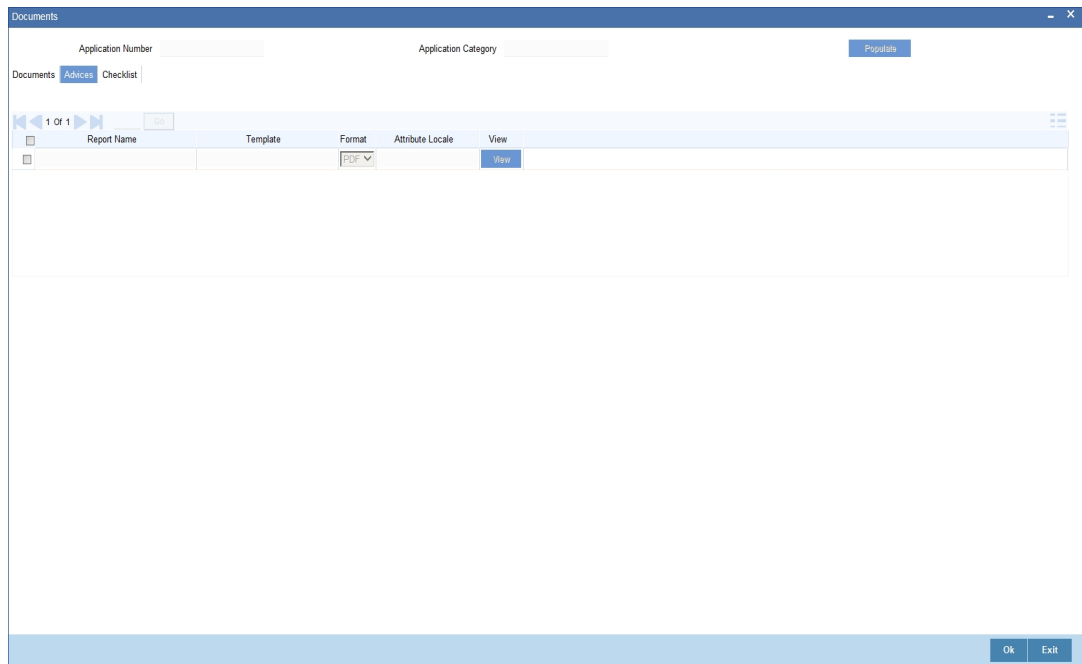 Documents
Application Number Application Category Populate
Documents Advices Checklist
1 Of 1 Go
Report Name Template Format Attribute Locale View
PDF View
Ok Exit